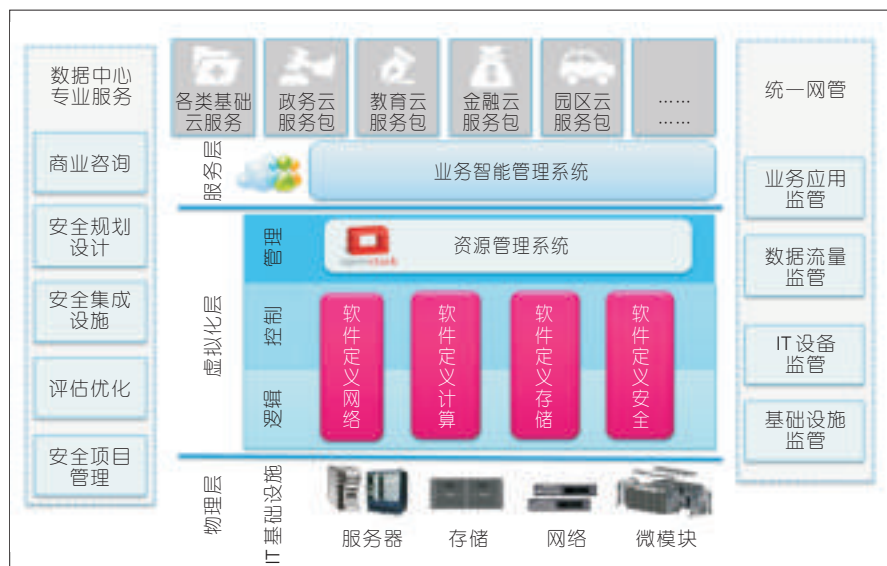 数据中心
专业服务
商业咨询
安全规划
设计
安全集成
设施
评估优化
安全项目
管理
各类基础
云服务
政务云
服务包
教育云
服务包
金融云
服务包
园区云
服务包
……
……
服务层
业务智能管理系统
虚拟化层
管理
openstack
资源管理系统
控制
逻辑
软件定义网络
软件定义计算
软件定义存储
软件定义安全
物理层
IT基础设施
服务器
存储
网络
微模块
统一网管
业务应用
监管
数据流量
监管
IT设备
监管
基础设施
监管